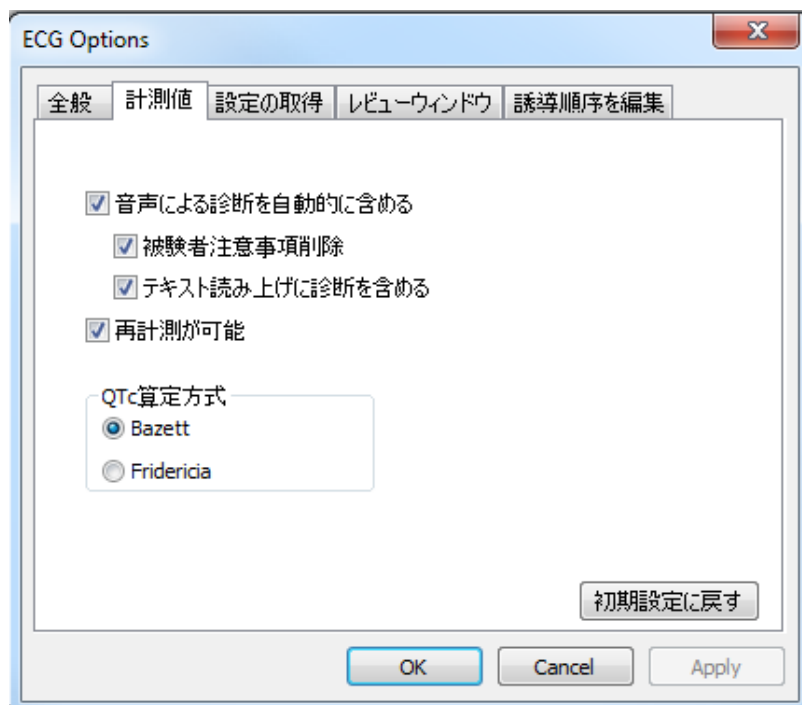 ECG Options
全般 計測値 設定の取得 レビューウィンドウ 誘導順序を編集
音声による診断を自動的に含める
被験者注意事項削除
テキスト読み上げに診断を含める
再計測が可能
QTc算定方式
Bazett
Fridericia
初期設定に戻す
OK Cancel Apply